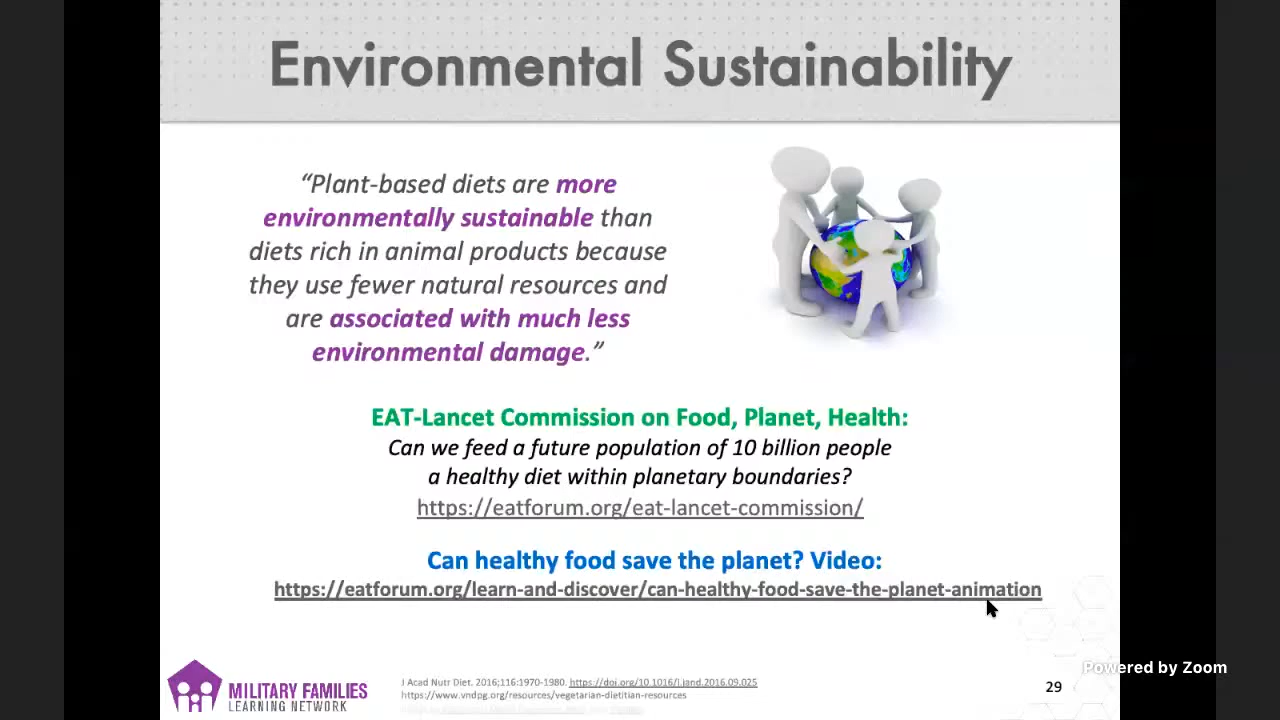 Environmental Sustainability
“Plant-based diets are more
environmentally sustainable than
diets rich in animal products because
they use fewer natural resources and
are associated with much less
environmental damage.”
EAT-Lancet Commission on Food, Planet, Health:
Can we feed a future population of 10 billion people
a healthy diet within planetary boundaries?
https://eatforum.org/eat-lancet-commission/
Can healthy food save the planet? Video:
https://eatforum.org/learn-and-discover/can-healthy-food-save-the-planet-animation
Powered by Zoom
MILITARY FAMILIES
LEARNING NETWORK
J Acad Nutr Diet. 2016;116:1970-1980. https://doi.org/10.1016/j.jand.2016.09.025
https://www.vndpg.org/resources/vegetarian-dietitian-resources
29